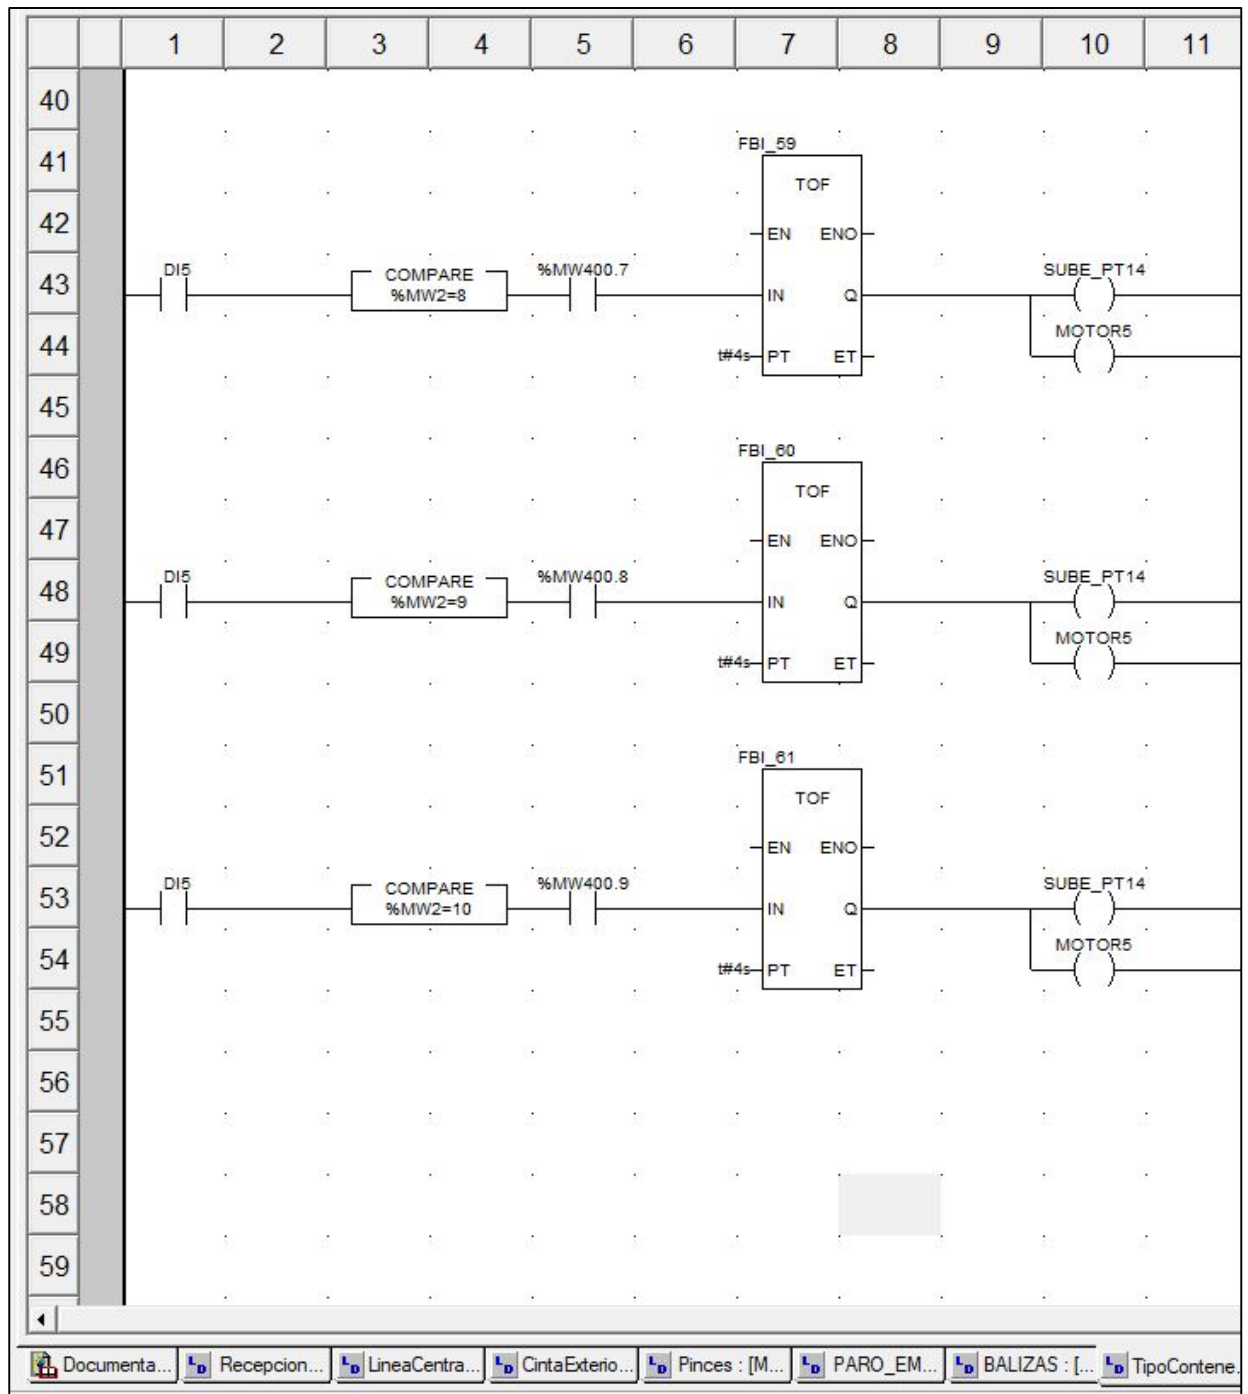 1 2 3 4 5 6 7 8 9 10 11
40
41 FBI_59
TOF
42 EN ENO
43 DI5 COMPARE %MW400.7 SUBE_PT14
%MW2=8 IN Q
44 MOTOR5
t#4s PT ET
45
46 FBI_60
TOF
47 EN ENO
48 DI5 COMPARE %MW400.8 SUBE_PT14
%MW2=9 IN Q
49 MOTOR5
t#4s PT ET
50
51 FBI_61
TOF
52 EN ENO
53 DI5 COMPARE %MW400.9 SUBE_PT14
%MW2=10 IN Q
54 MOTOR5
t#4s PT ET
55
56
57
58
59
Documenta... Recepcion... LineaCentra... CintaExterio... Pinces : [M... PARO_EM... BALIZAS : [... TipoContene.